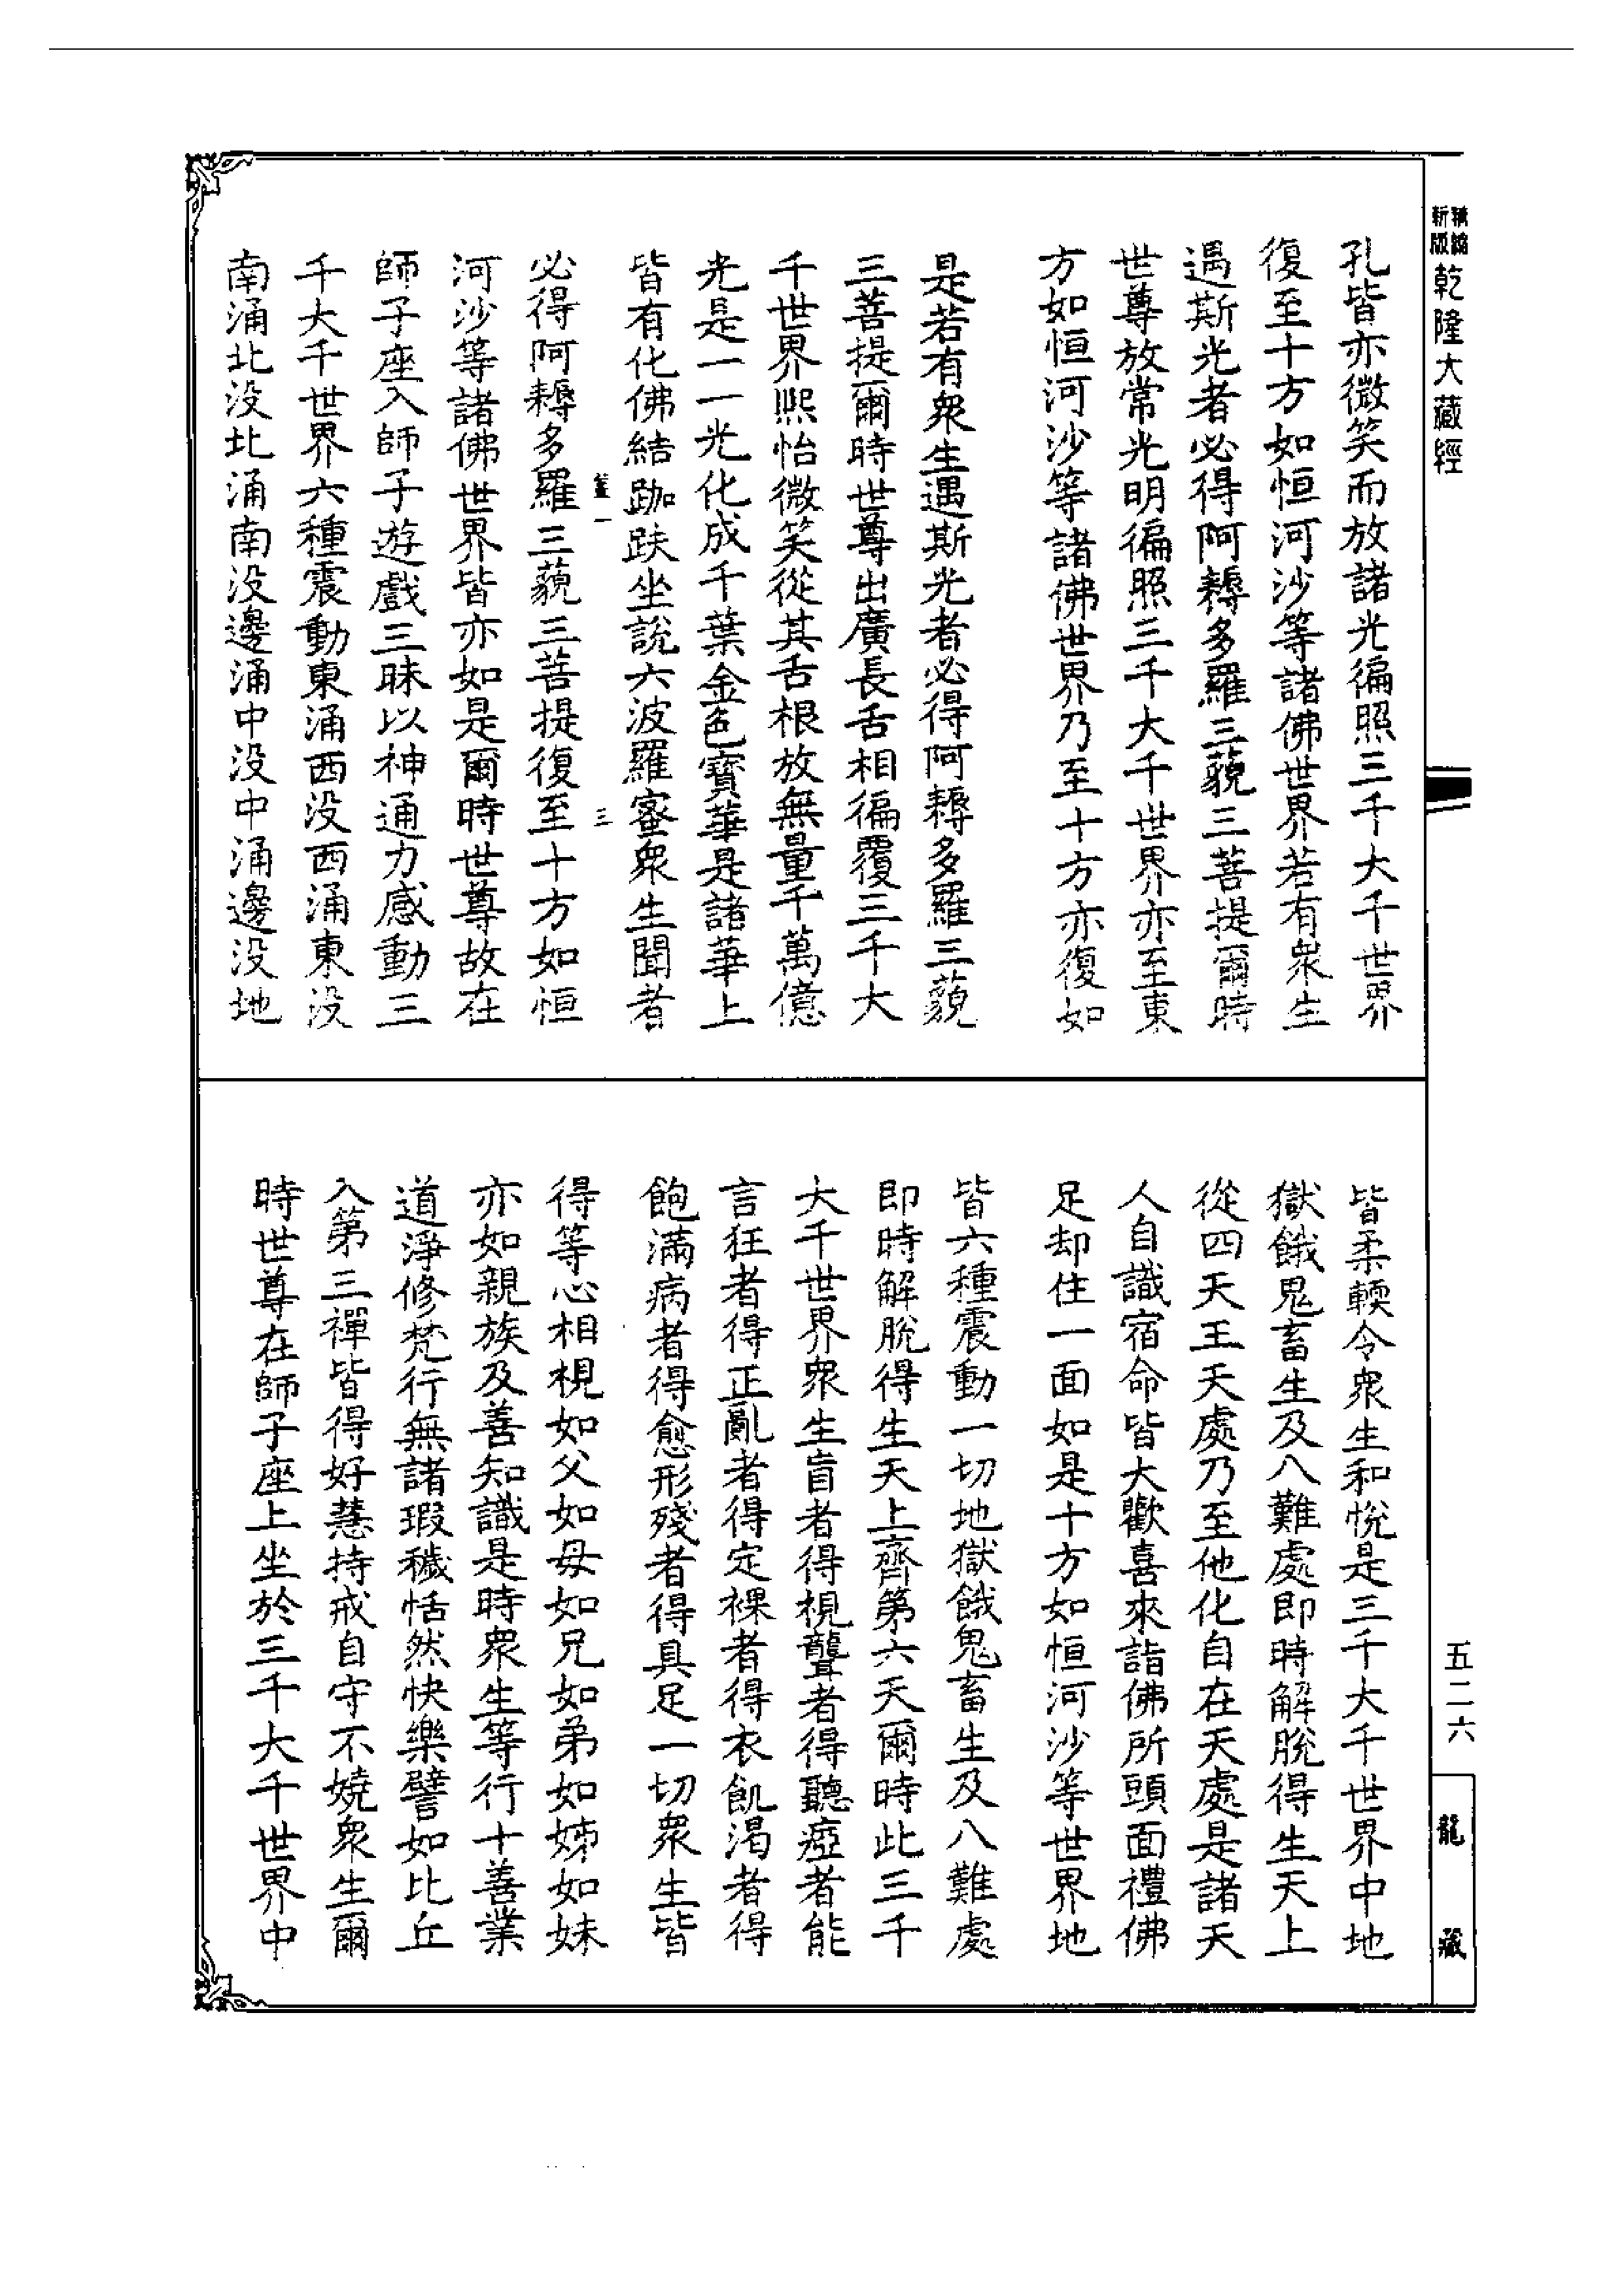 新版
精縮
乾隆大藏經
孔皆亦微笑而放諸光徧照三千大千世界
復至十方如恒河沙等諸佛世界若有衆生
遇斯光者必得阿耨多羅三藐三菩提爾時
世尊放常光明徧照三千大千世界亦至東
方如恒河沙等諸佛世界乃至十方亦復如
是若有衆生遇斯光者必得阿耨多羅三藐
三菩提爾時世尊出廣長舌相徧覆三千大
千世界熙怡微笑從其舌根放無量千萬億
光是一一光化成千葉金色寶華是諸華上
皆有化佛結跏趺坐說六波羅蜜衆生聞者
三
必得阿耨多羅三藐三菩提復至十方如恒
河沙等諸佛世界皆亦如是爾時世尊故在
師子座入師子遊戲三昧以神通力感動三
千大千世界六種震動東涌西没西涌東没
南涌北没北涌南没邊涌中没中涌邊没地
皆柔輭令衆生和悅是三千大千世界中地
獄餓鬼畜生及八難處即時解脫得生天上
從四天王天處乃至他化自在天處是諸天
人自識宿命皆大歡喜來詣佛所頭面禮佛
足却住一面如是十方如恒河沙等世界地
皆六種震動一切地獄餓鬼畜生及八難處
即時解脫得生天上齊第六天爾時此三千
大千世界衆生盲者得視聾者得聽瘂者能
言狂者得正亂者得定裸者得衣飢渴者得
飽滿病者得愈形殘者得具足一切衆生皆
得等心相視如父如母如兄如弟如姊如妹
亦如親族及善知識是時衆生等行十善業
道淨修梵行無諸瑕穢恬然快樂譬如比丘
入第三禪皆得好慧持戒自守不嬈衆生爾
時世尊在師子座上坐於三千大千世界中
五二六
龍藏